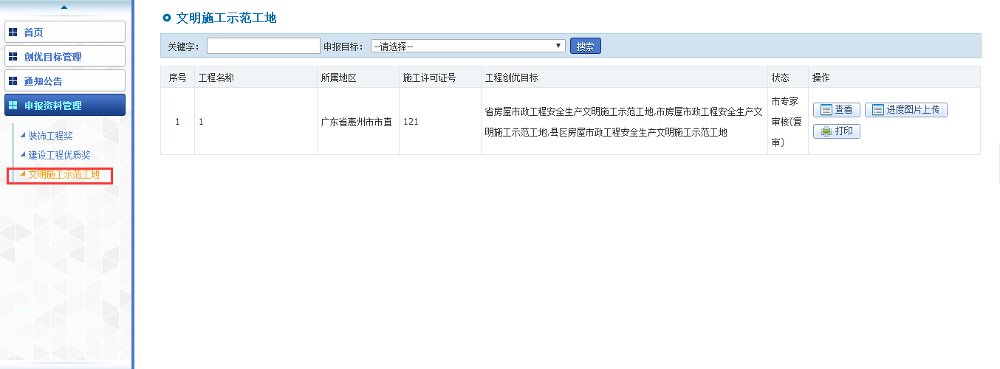 首页
创优目标管理
通知公告
申报资料管理
装饰工程奖
建设工程优质奖
文明施工示范工地
文明施工示范工地
关键字： 申报目标： --请选择-- 搜索
序号 工程名称 所属地区 施工许可证号 工程创优目标 状态 操作
1 1 广东省惠州市市直 121
省房屋市政工程安全生产文明施工示范工地,市房屋市政工程安全生产文
明施工示范工地,县区房屋市政工程安全生产文明施工示范工地
市专家
审核(复
审)
查看 进度图片上传
打印